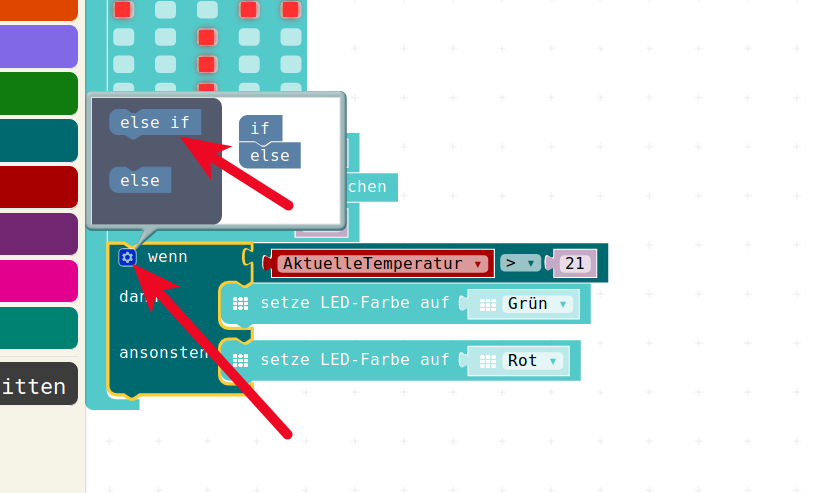 else if
if
else
else
chen
wenn AktuelleTemperatur > 21
setze LED-Farbe auf Grün
ansonsten setze LED-Farbe auf Rot
itten